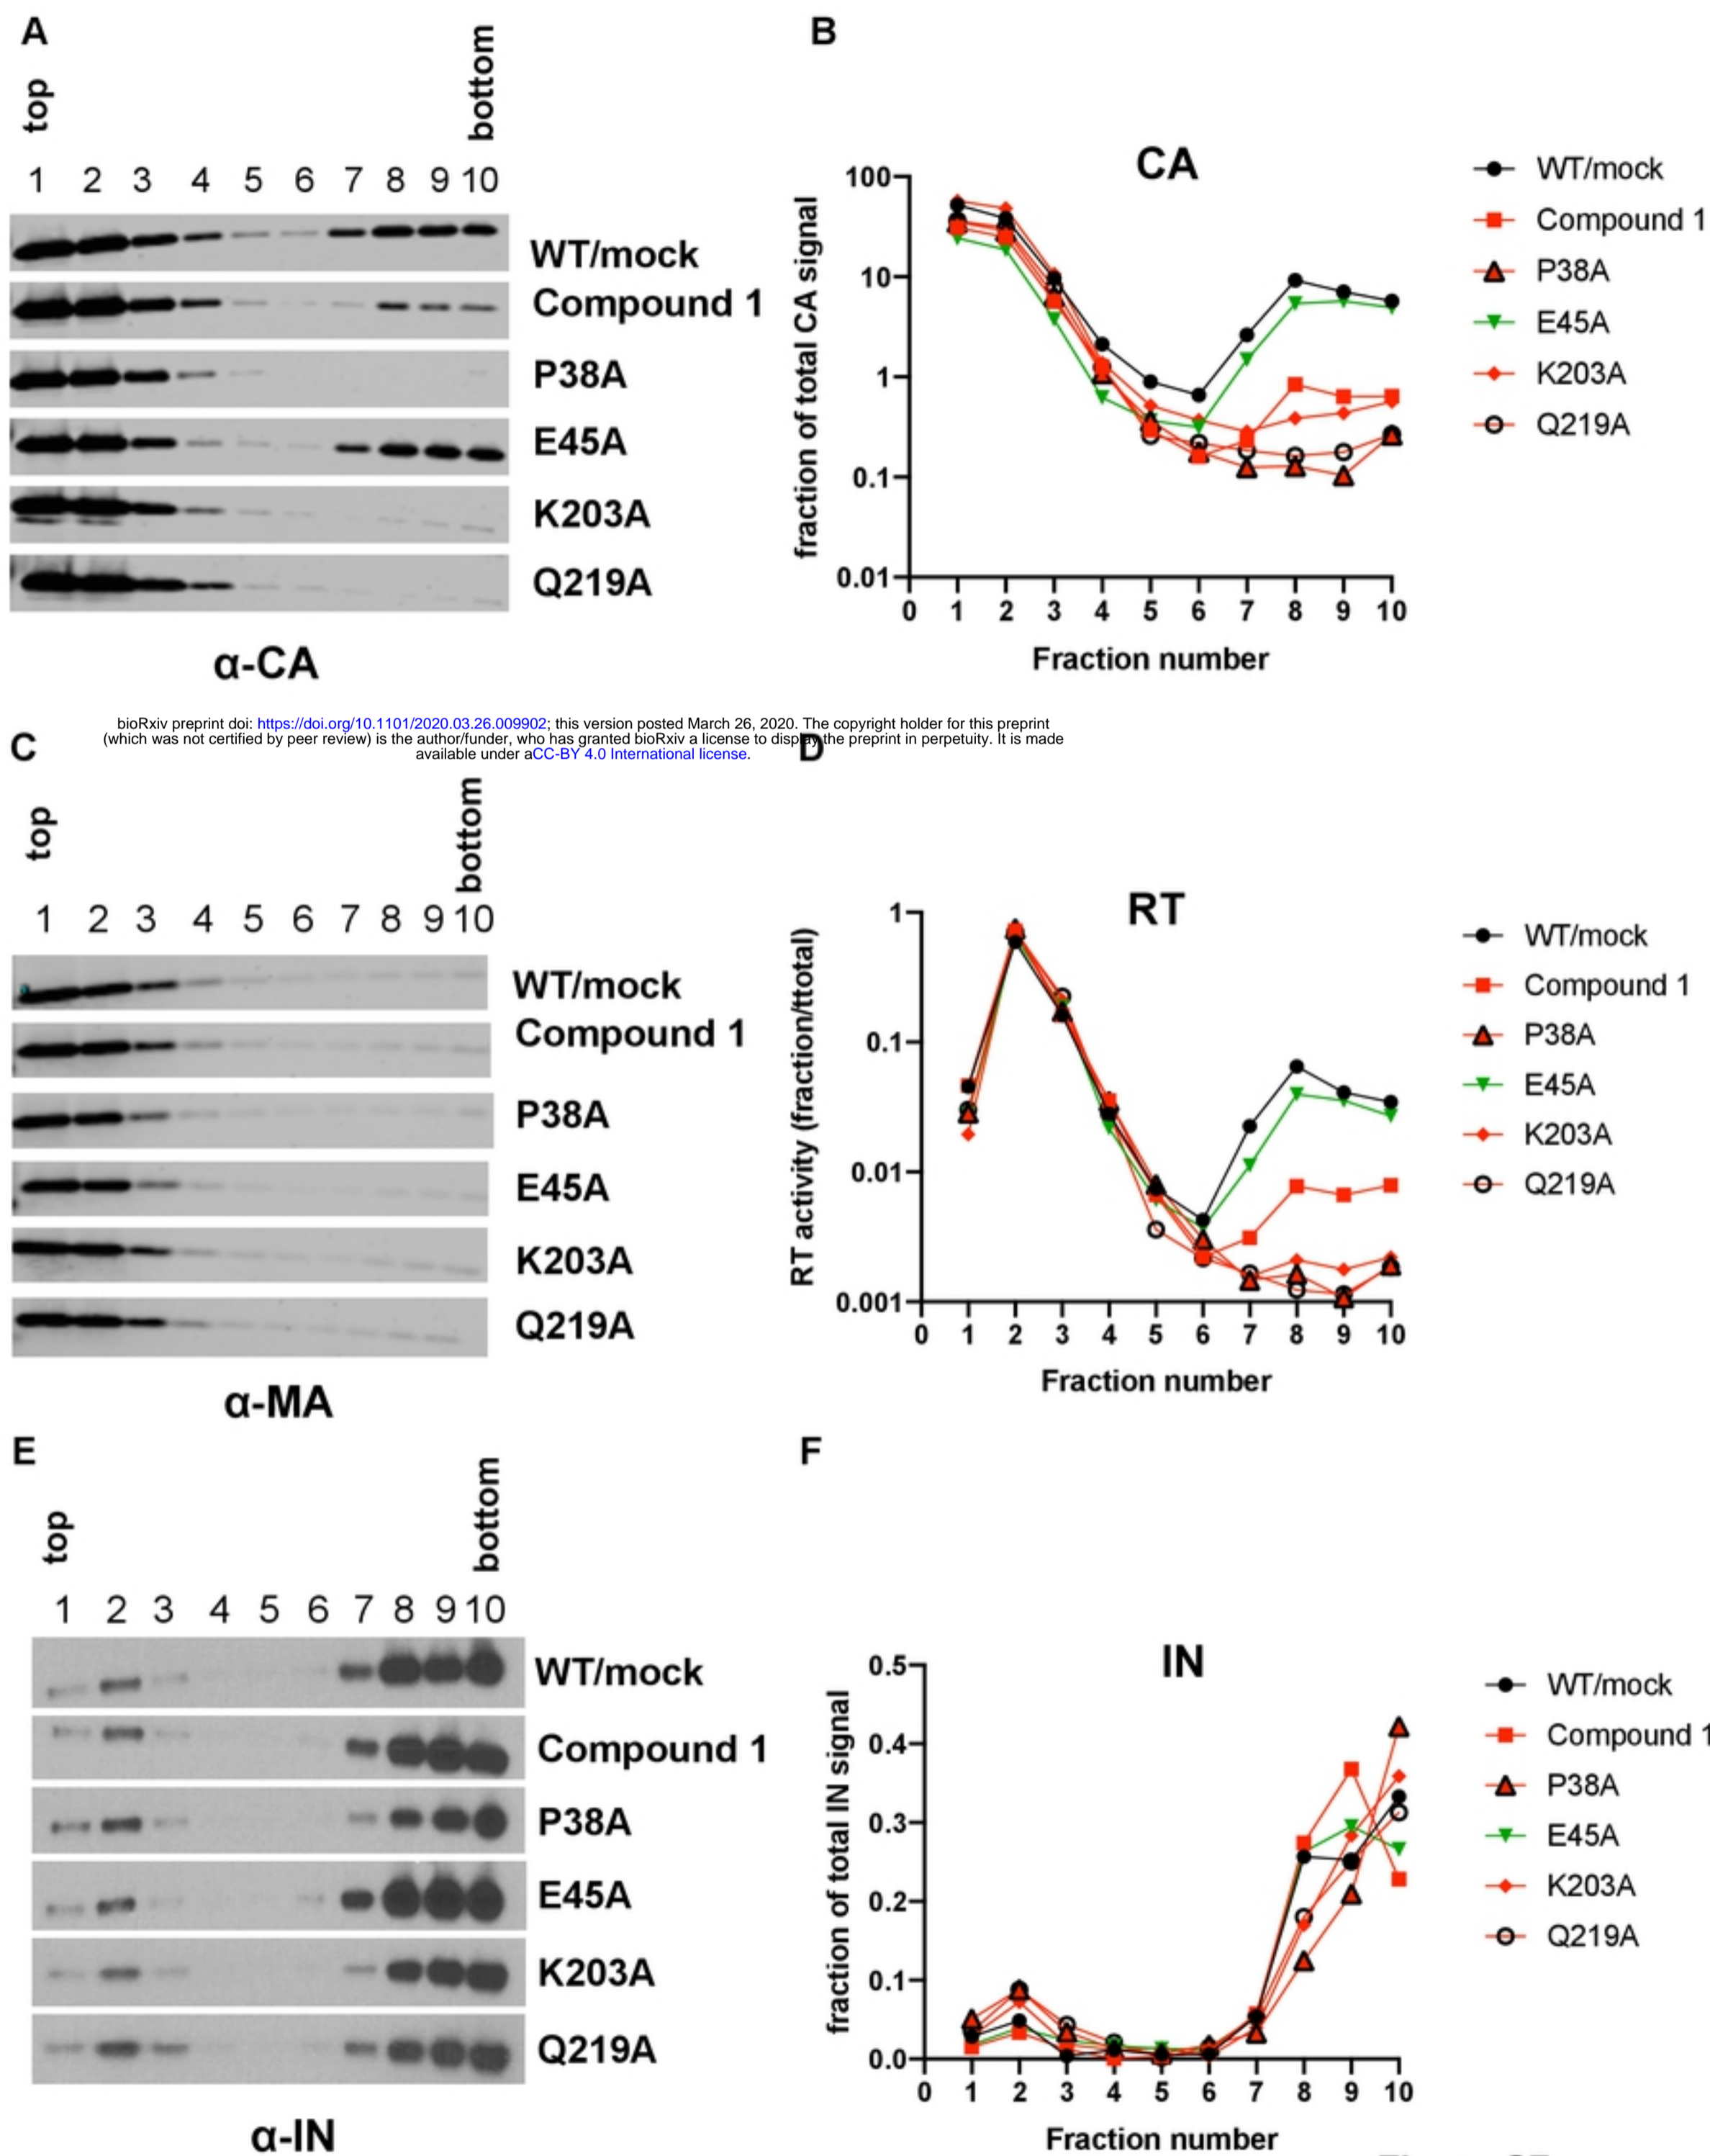 A
top
bottom
1 2 3 4 5 6 7 8 9 10
WT/mock
Compound 1
P38A
E45A
K203A
Q219A
α-CA
B
CA
fraction of total CA signal
100
10
1
0.1
0.01
0 1 2 3 4 5 6 7 8 9 10
Fraction number
WT/mock
Compound 1
P38A
E45A
K203A
Q219A
bioRxiv preprint doi: https://doi.org/10.1101/2020.03.26.009902; this version posted March 26, 2020. The copyright holder for this preprint
(which was not certified by peer review) is the author/funder, who has granted bioRxiv a license to display the preprint in perpetuity. It is made
available under aCC-BY 4.0 International license.
C
top
bottom
1 2 3 4 5 6 7 8 9 10
WT/mock
Compound 1
P38A
E45A
K203A
Q219A
α-MA
D
RT
RT activity (fraction/ttotal)
1
0.1
0.01
0.001
0 1 2 3 4 5 6 7 8 9 10
Fraction number
WT/mock
Compound 1
P38A
E45A
K203A
Q219A
E
top
bottom
1 2 3 4 5 6 7 8 9 10
WT/mock
Compound 1
P38A
E45A
K203A
Q219A
α-IN
F
IN
fraction of total IN signal
0.5
0.4
0.3
0.2
0.1
0.0
0 1 2 3 4 5 6 7 8 9 10
Fraction number
WT/mock
Compound 1
P38A
E45A
K203A
Q219A